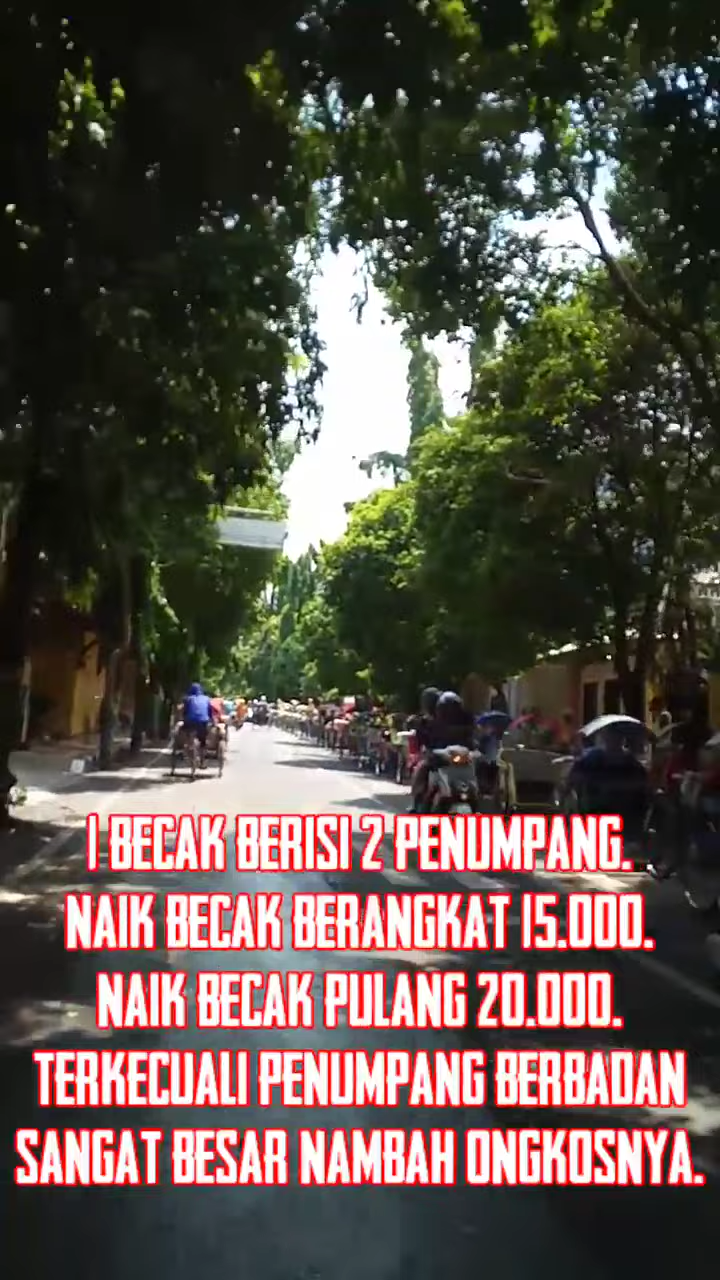 1 BECAK BERISI 2 PENUMPANG.
NAIK BECAK BERANGKAT 15.000.
NAIK BECAK PULANG 20.000.
TERKECUALI PENUMPANG BERBADAN
SANGAT BESAR NAMBAH ONGKOSNYA.